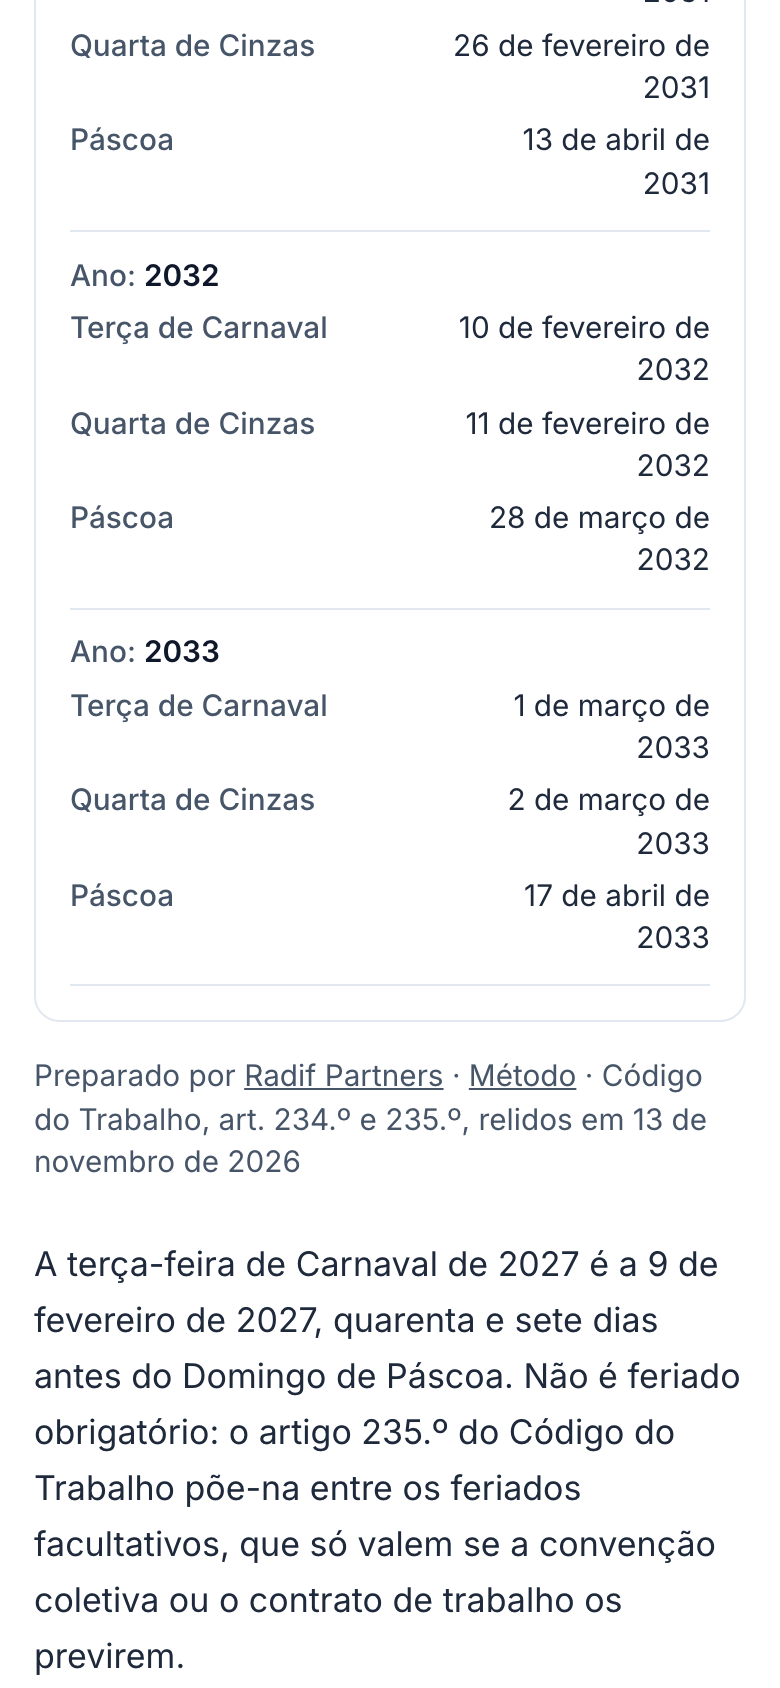 Quarta de Cinzas 26 de fevereiro de
2031
Páscoa 13 de abril de
2031
Ano: 2032
Terça de Carnaval 10 de fevereiro de
2032
Quarta de Cinzas 11 de fevereiro de
2032
Páscoa 28 de março de
2032
Ano: 2033
Terça de Carnaval 1 de março de
2033
Quarta de Cinzas 2 de março de
2033
Páscoa 17 de abril de
2033
Preparado por Radif Partners · Método · Código
do Trabalho, art. 234.º e 235.º, relidos em 13 de
novembro de 2026
A terça-feira de Carnaval de 2027 é a 9 de
fevereiro de 2027, quarenta e sete dias
antes do Domingo de Páscoa. Não é feriado
obrigatório: o artigo 235.º do Código do
Trabalho põe-na entre os feriados
facultativos, que só valem se a convenção
coletiva ou o contrato de trabalho os
previrem.